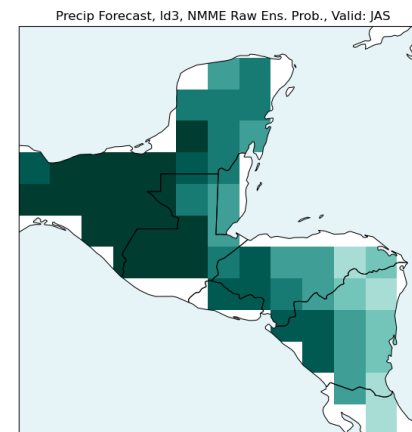 Precip Forecast, ld3, NMME Raw Ens. Prob., Valid: JAS